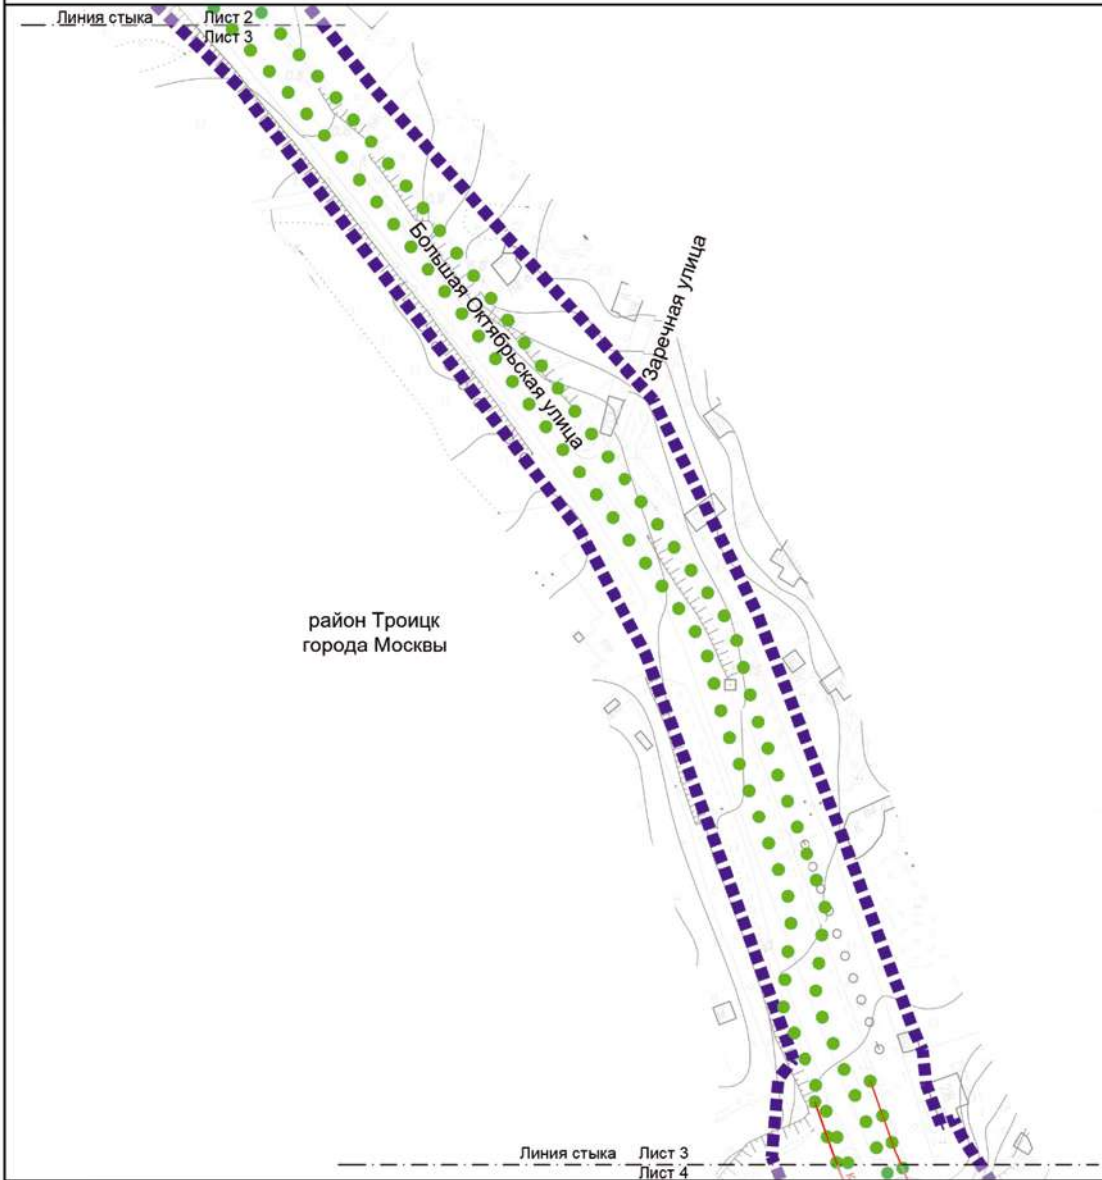 Линия стыка Лист 2
Лист 3
Большая Октябрьская улица
Заречная улица
район Троицк
города Москвы
Линия стыка Лист 3
Лист 4